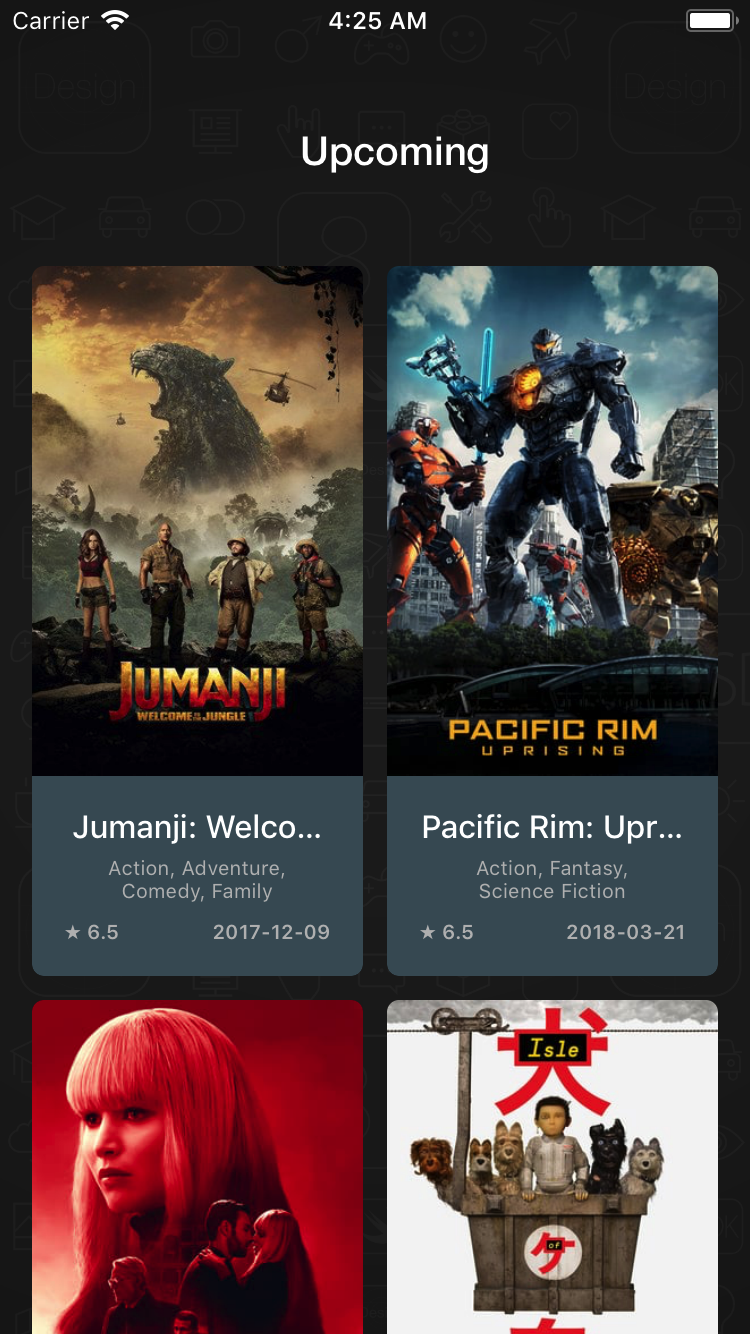 Carrier 4:25 AM
Design Design
Upcoming
JUMANJI
WELCOME TO THE JUNGLE
PACIFIC RIM
UPRISING
Jumanji: Welco... Pacific Rim: Upr...
Action, Adventure, Action, Fantasy,
Comedy, Family Science Fiction
★ 6.5 2017-12-09 ★ 6.5 2018-03-21
犬
Isle
ケ
of